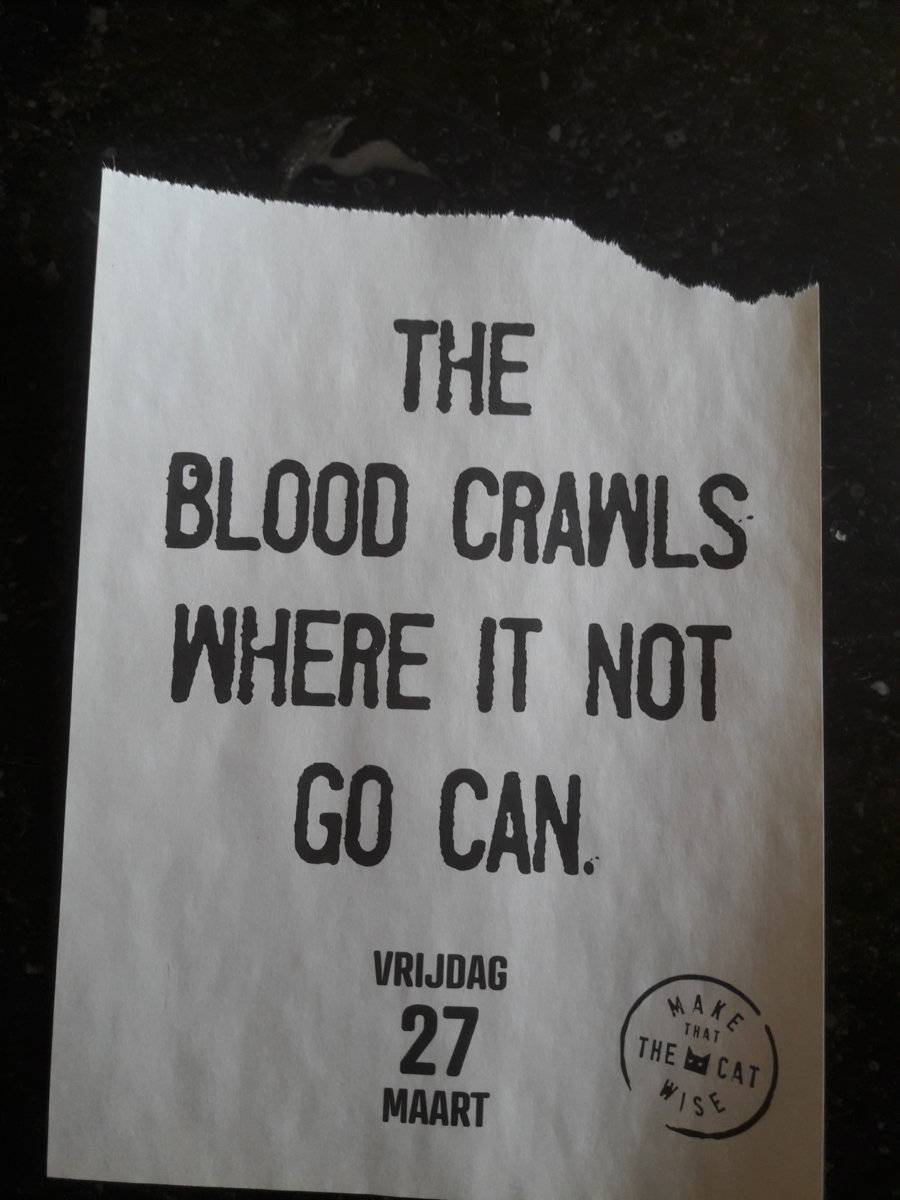 THE
BLOOD CRAWLS
WHERE IT NOT
GO CAN.
VRIJDAG
27
MAART
MAKE
THAT
THE CAT
WISE